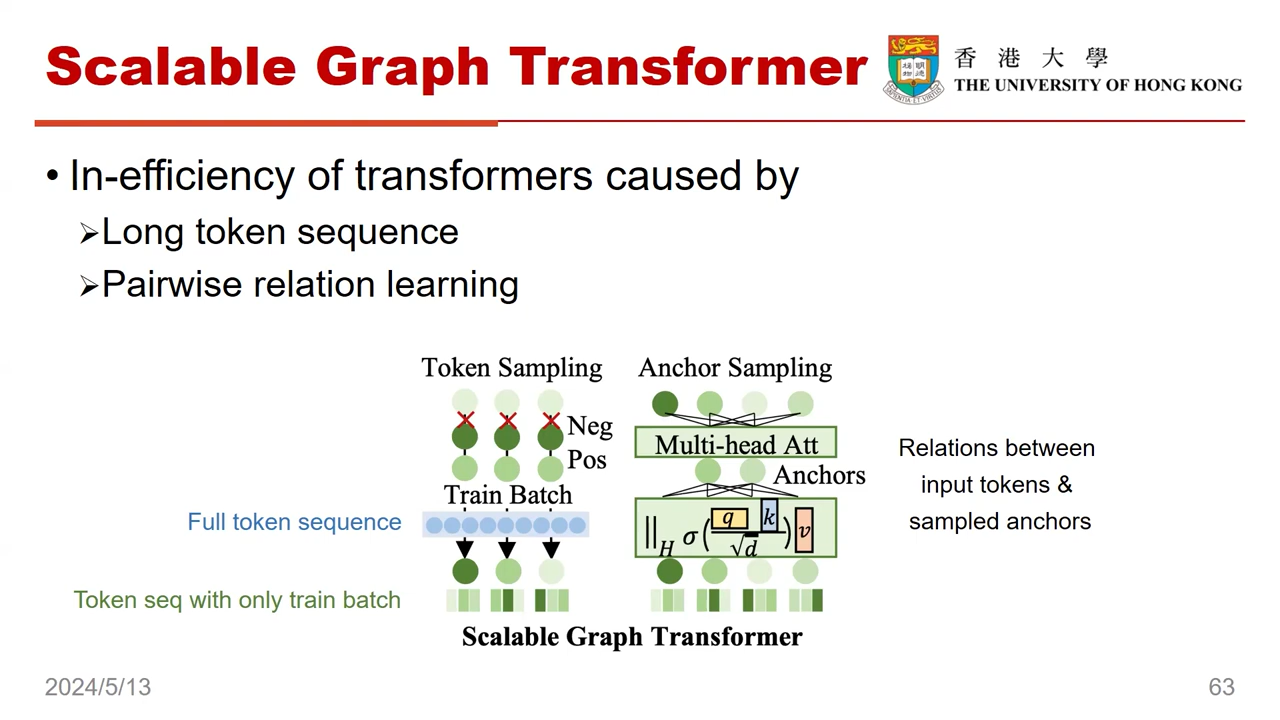 Scalable Graph Transformer
香港大學
THE UNIVERSITY OF HONG KONG
• In-efficiency of transformers caused by
➢Long token sequence
➢Pairwise relation learning
Token Sampling
Neg
Pos
Train Batch
Full token sequence
Token seq with only train batch
Anchor Sampling
Multi-head Att
Anchors
||H σ(q k/√d) v
Relations between
input tokens &
sampled anchors
Scalable Graph Transformer
2024/5/13
63